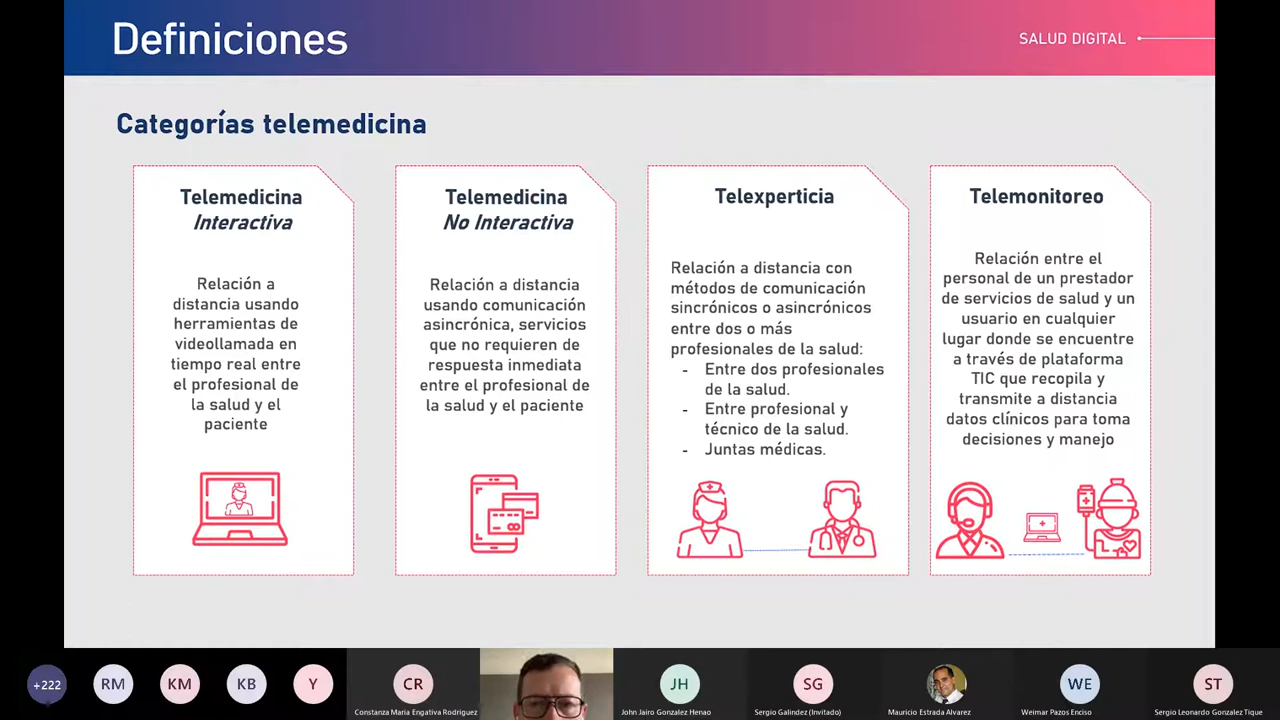 Definiciones
SALUD DIGITAL
Categorías telemedicina
Telemedicina
Interactiva
Relación a
distancia usando
herramientas de
videollamada en
tiempo real entre
el profesional de
la salud y el
paciente
Telemedicina
No Interactiva
Relación a distancia
usando comunicación
asincrónica, servicios
que no requieren de
respuesta inmediata
entre el profesional de
la salud y el paciente
Telexperticia
Relación a distancia con
métodos de comunicación
sincrónicos o asincrónicos
entre dos o más
profesionales de la salud:
- Entre dos profesionales
de la salud.
- Entre profesional y
técnico de la salud.
- Juntas médicas.
Telemonitoreo
Relación entre el
personal de un prestador
de servicios de salud y un
usuario en cualquier
lugar donde se encuentre
a través de plataforma
TIC que recopila y
transmite a distancia
datos clínicos para toma
decisiones y manejo
+222
RM
KM
KB
Y
CR
Constanza Maria Engativa Rodriguez
JH
John Jairo Gonzalez Henao
SG
Sergio Galindez (Invitado)
Mauricio Estrada Alvarez
WE
Weimar Pazos Enciso
ST
Sergio Leonardo Gonzalez Tique